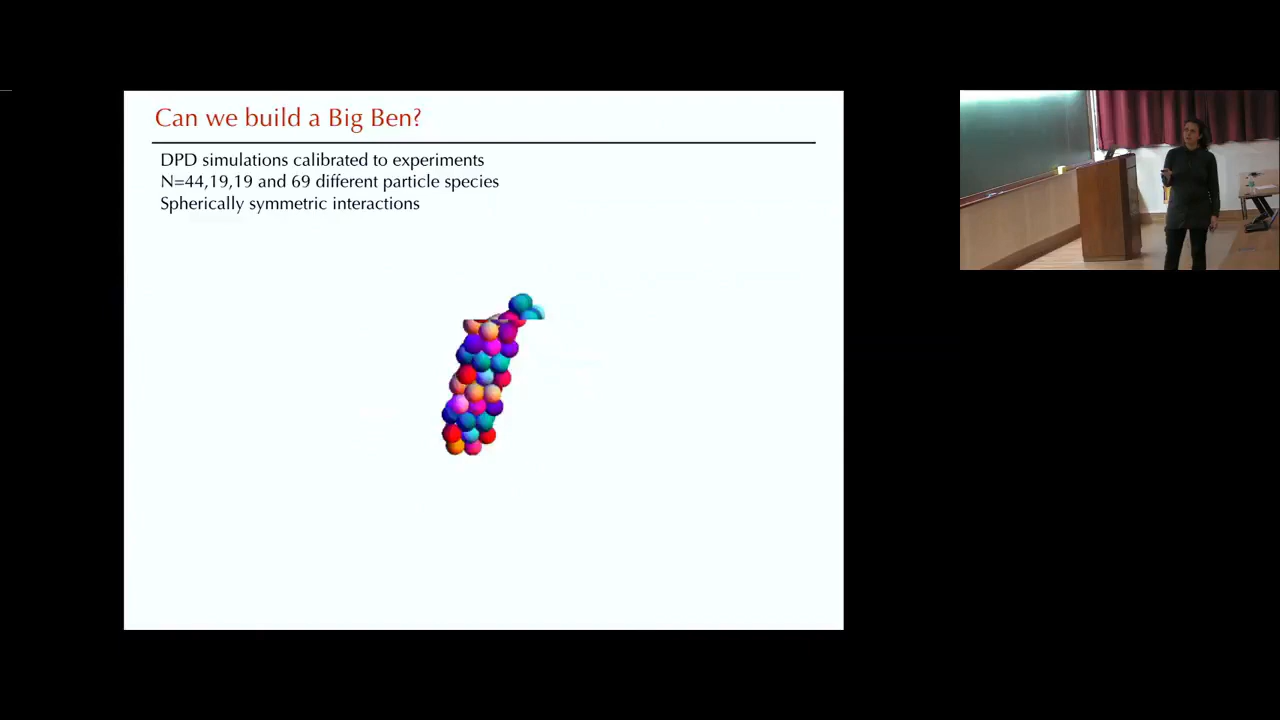 Can we build a Big Ben?
DPD simulations calibrated to experiments
N=44,19,19 and 69 different particle species
Spherically symmetric interactions